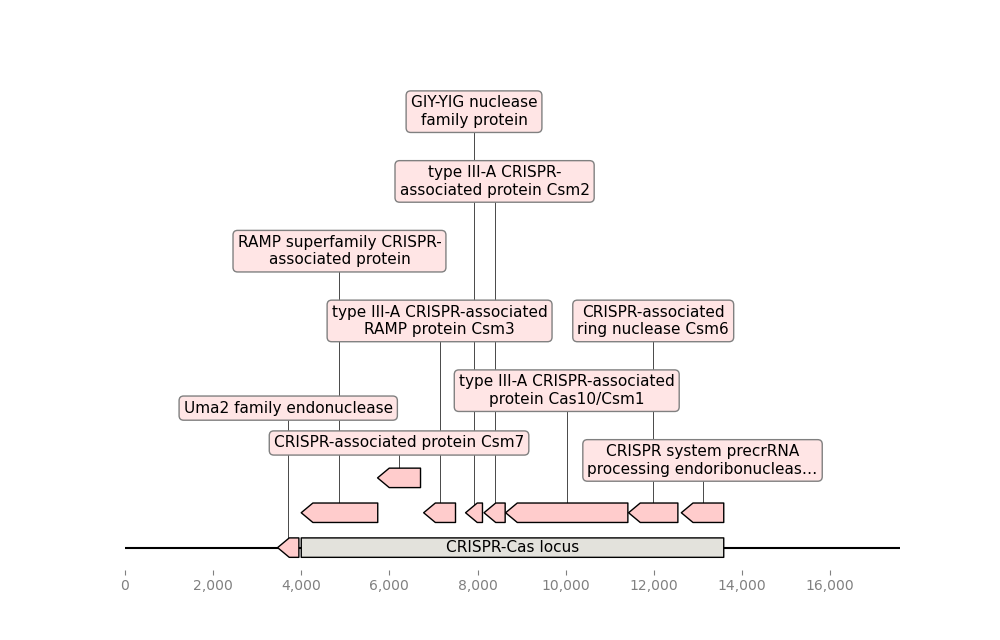 GIY-YIG nuclease
family protein
type III-A CRISPR-
associated protein Csm2
RAMP superfamily CRISPR-
associated protein
type III-A CRISPR-associated
RAMP protein Csm3
CRISPR-associated
ring nuclease Csm6
type III-A CRISPR-associated
protein Cas10/Csm1
Uma2 family endonuclease
CRISPR-associated protein Csm7
CRISPR system precrRNA
processing endoribonucleas…
CRISPR-Cas locus
0 2,000 4,000 6,000 8,000 10,000 12,000 14,000 16,000